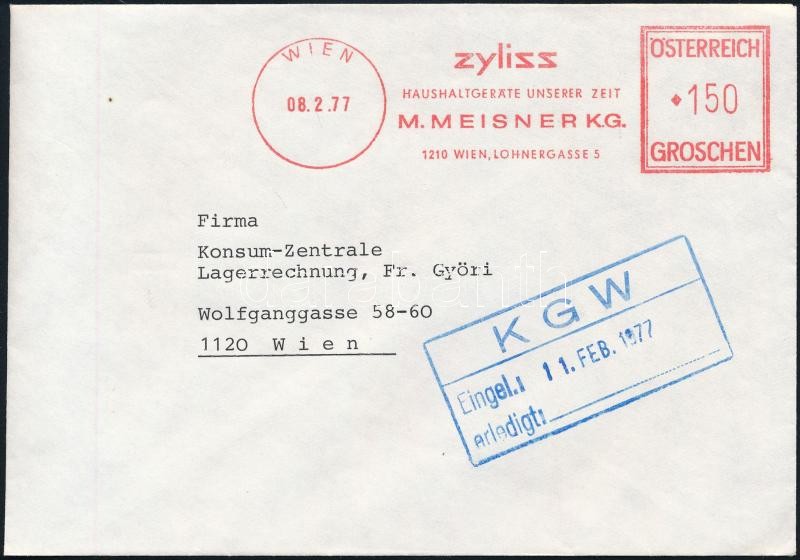 WIEN
08.2.77
zyliss
HAUSHALTGERÄTE UNSERER ZEIT
M. MEISNER K.G.
1210 WIEN, LOHNERGASSE 5
ÖSTERREICH
150
GROSCHEN
Firma
Konsum-Zentrale
Lagerrechnung, Fr. Györi
Wolfganggasse 58-60
1120 Wien
KGW
Eingel.: 11. FEB. 1977
erledigt:
darabanth